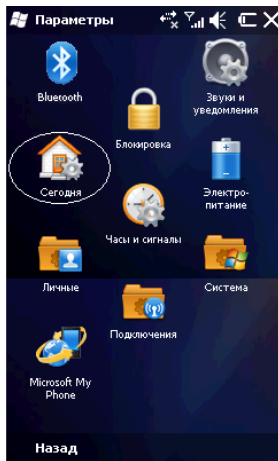 Параметры
Bluetooth
Звуки и
уведомления
Блокировка
Сегодня
Электро-
питание
Часы и сигналы
Личные
Система
Подключения
Microsoft My
Phone
Назад